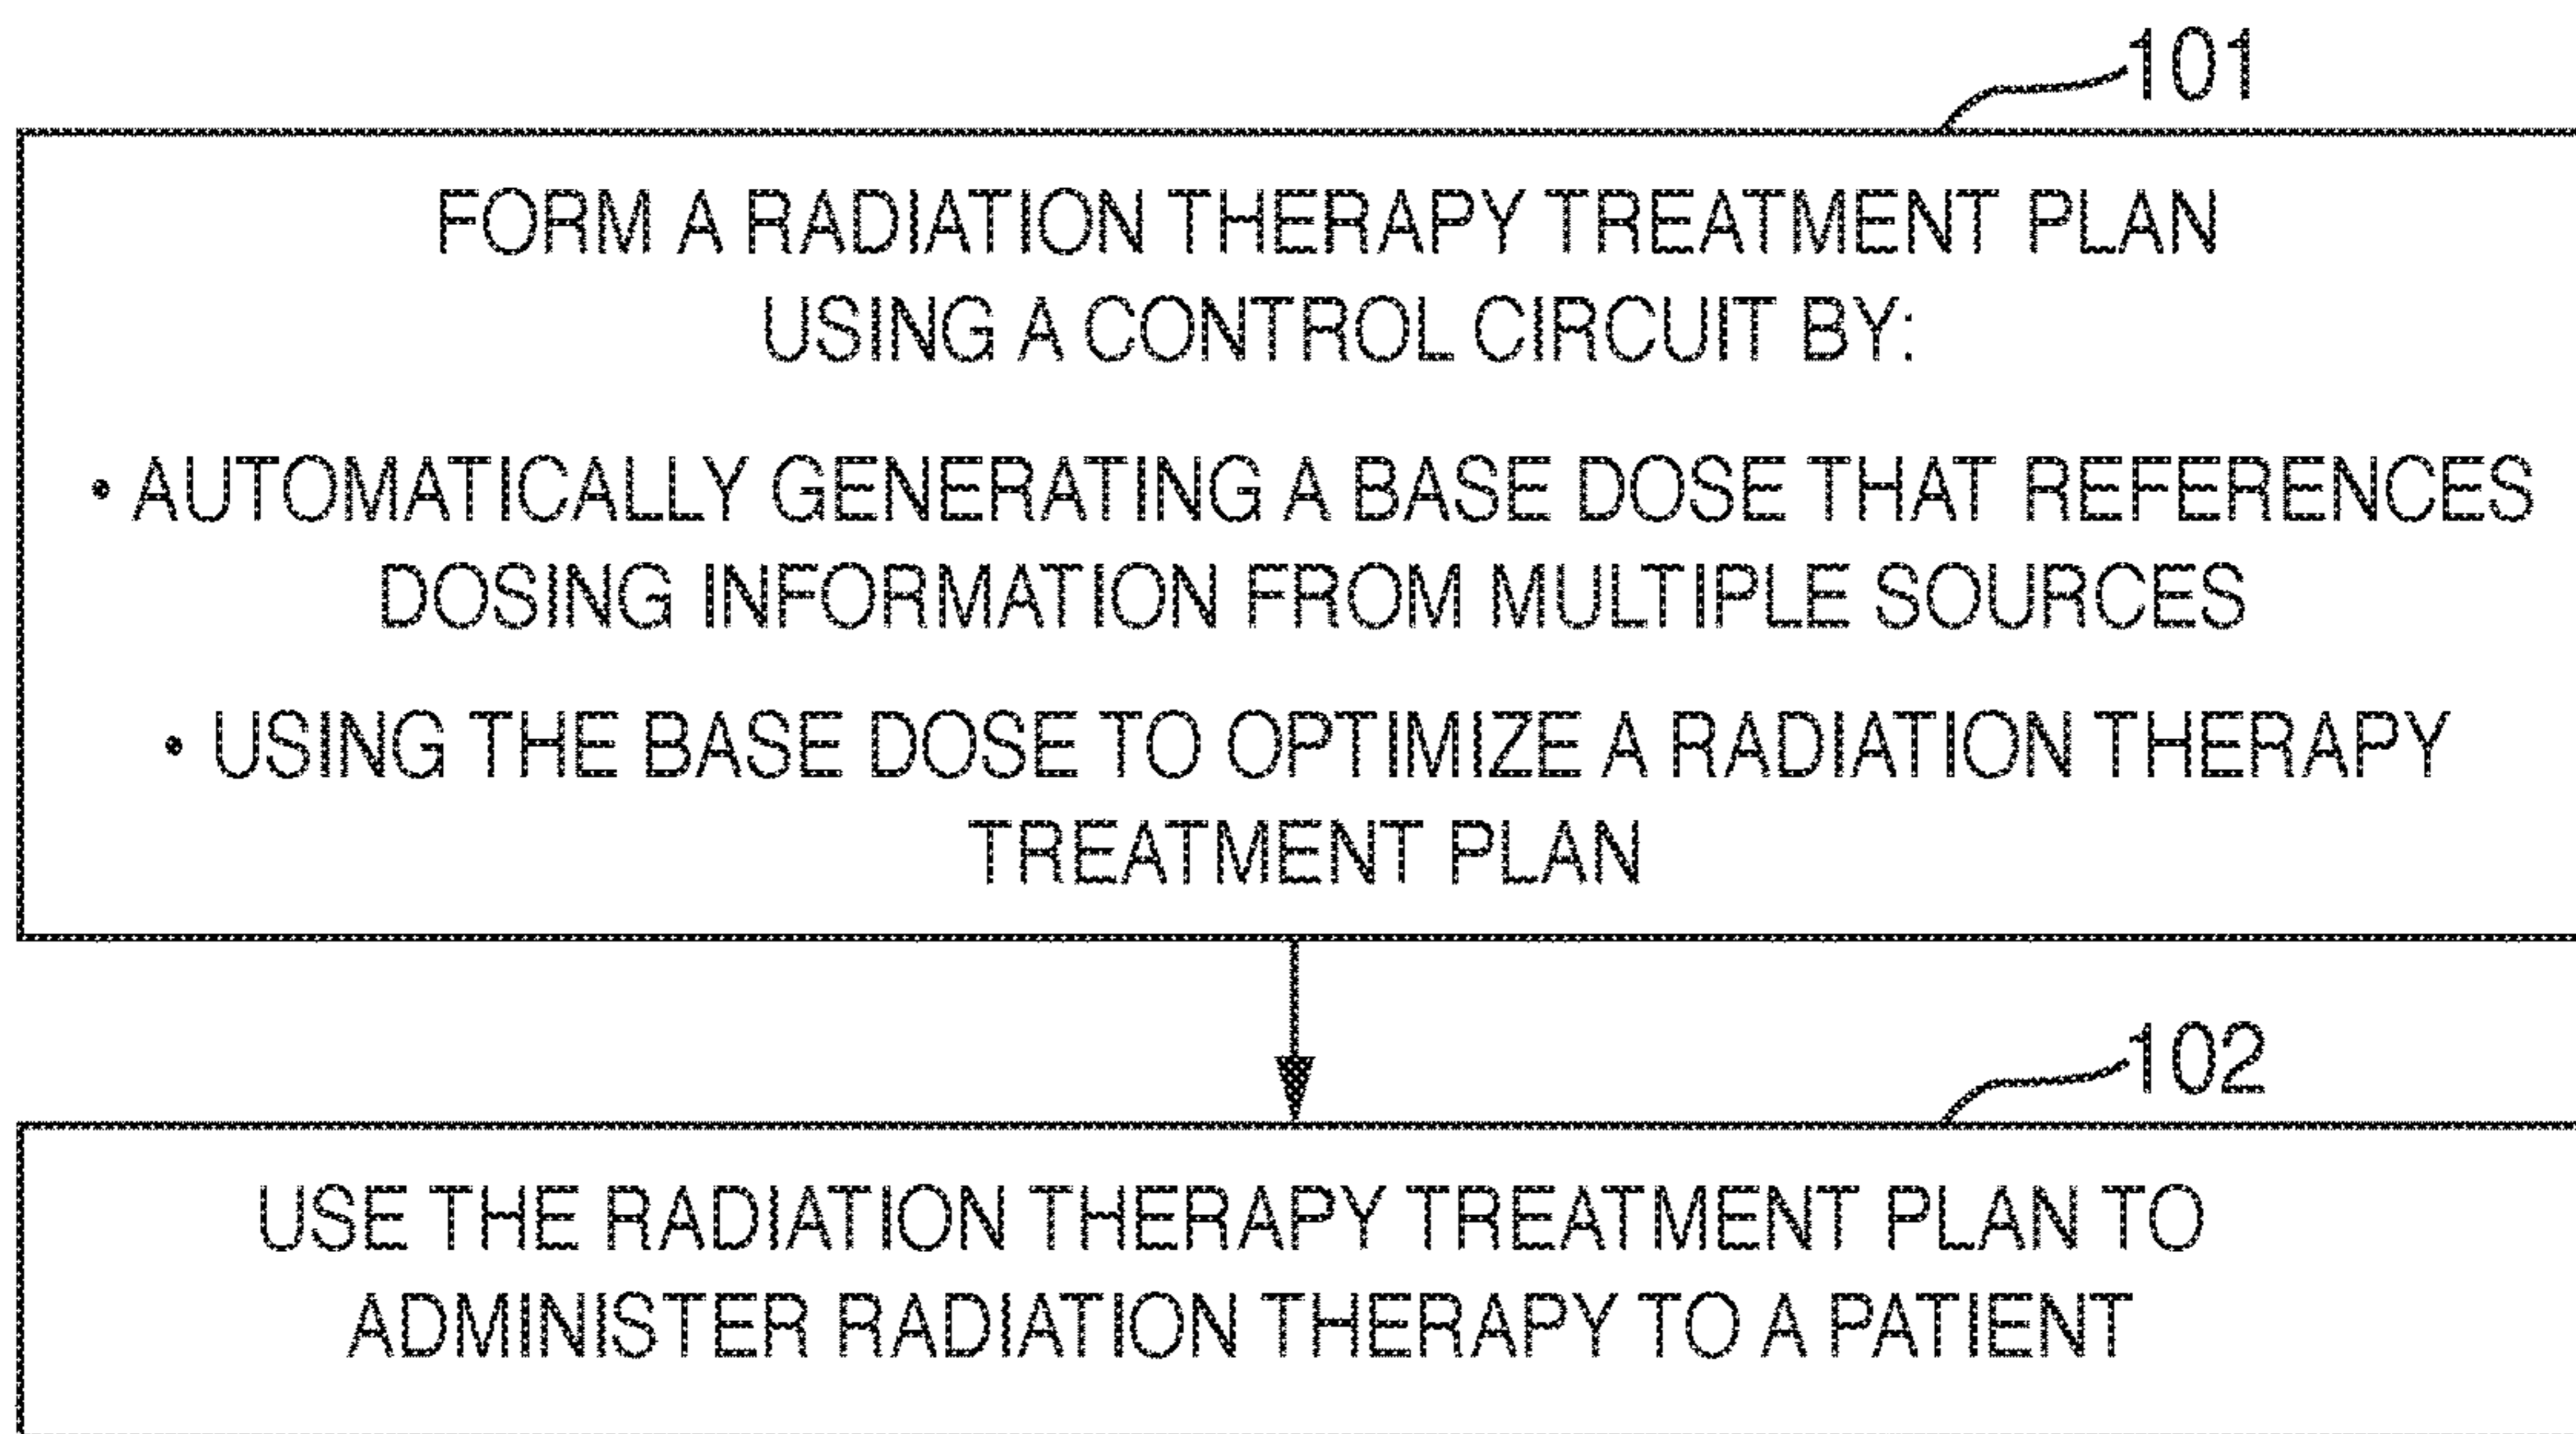 101
FORM A RADIATION THERAPY TREATMENT PLAN
USING A CONTROL CIRCUIT BY:
• AUTOMATICALLY GENERATING A BASE DOSE THAT REFERENCES
DOSING INFORMATION FROM MULTIPLE SOURCES
• USING THE BASE DOSE TO OPTIMIZE A RADIATION THERAPY
TREATMENT PLAN
102
USE THE RADIATION THERAPY TREATMENT PLAN TO
ADMINISTER RADIATION THERAPY TO A PATIENT